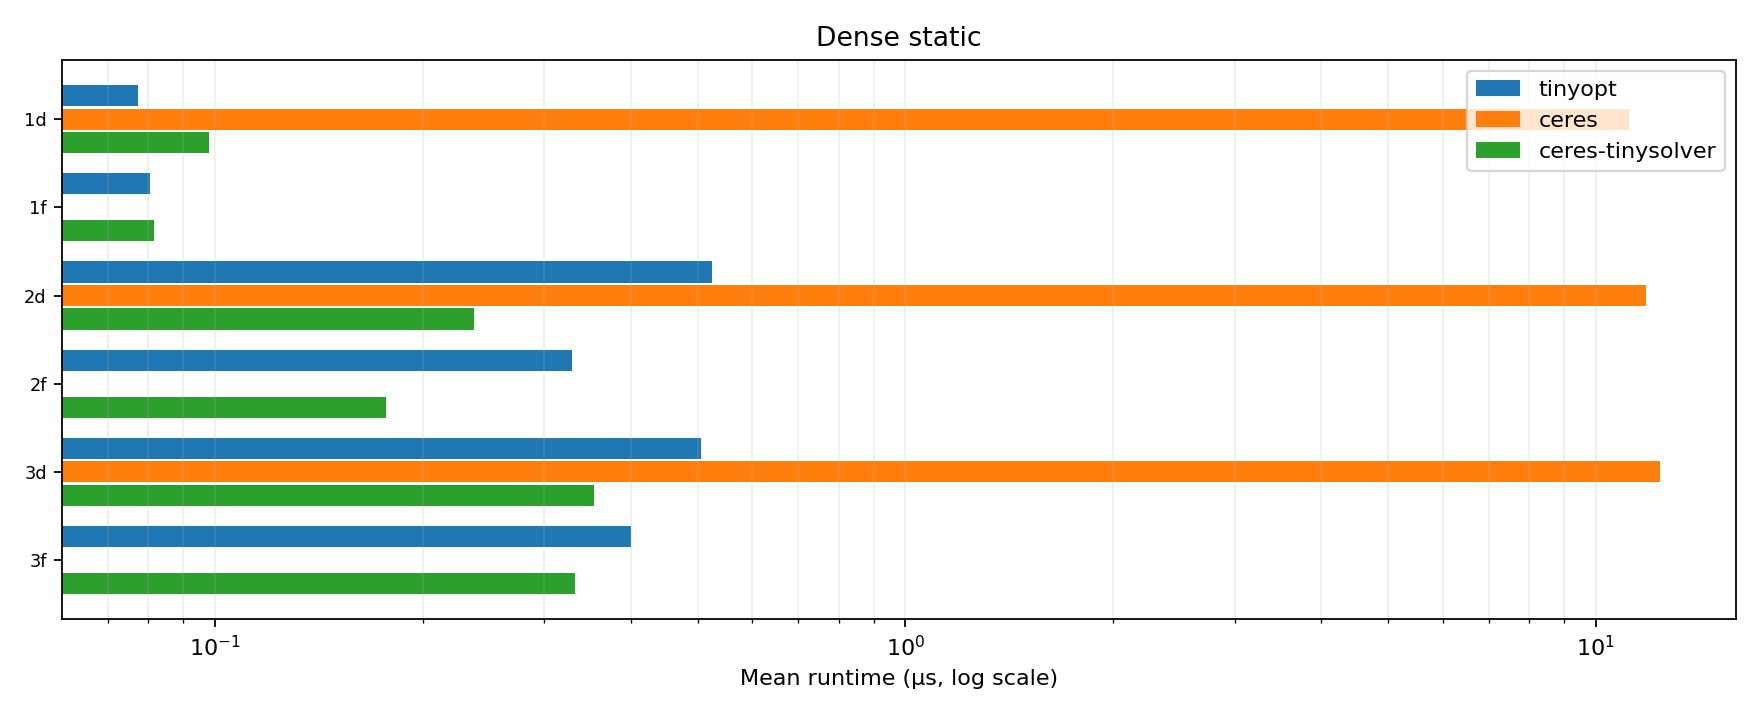 Dense static
tinyopt
ceres
ceres-tinysolver
1d
1f
2d
2f
3d
3f
10⁻¹
10⁰
10¹
Mean runtime (µs, log scale)